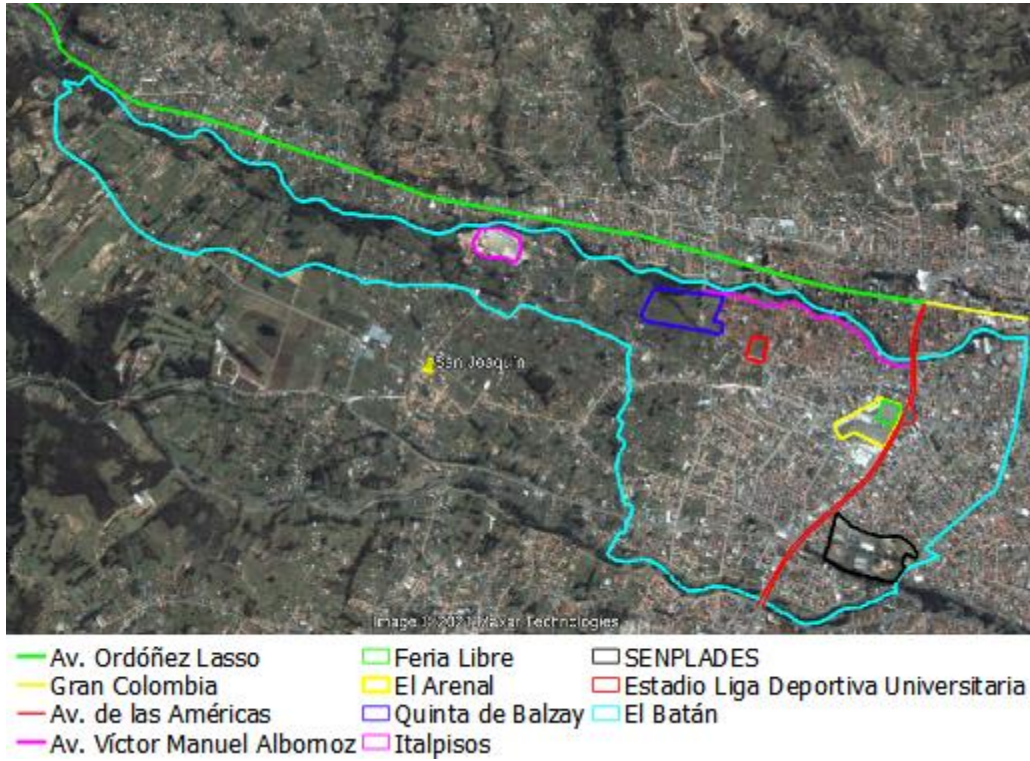 San Joaquín
Image © 2021 Maxar Technologies
Av. Ordóñez Lasso
Gran Colombia
Av. de las Américas
Av. Víctor Manuel Albornoz
Feria Libre
El Arenal
Quinta de Balzay
Italpisos
SENPLADES
Estadio Liga Deportiva Universitaria
El Batán